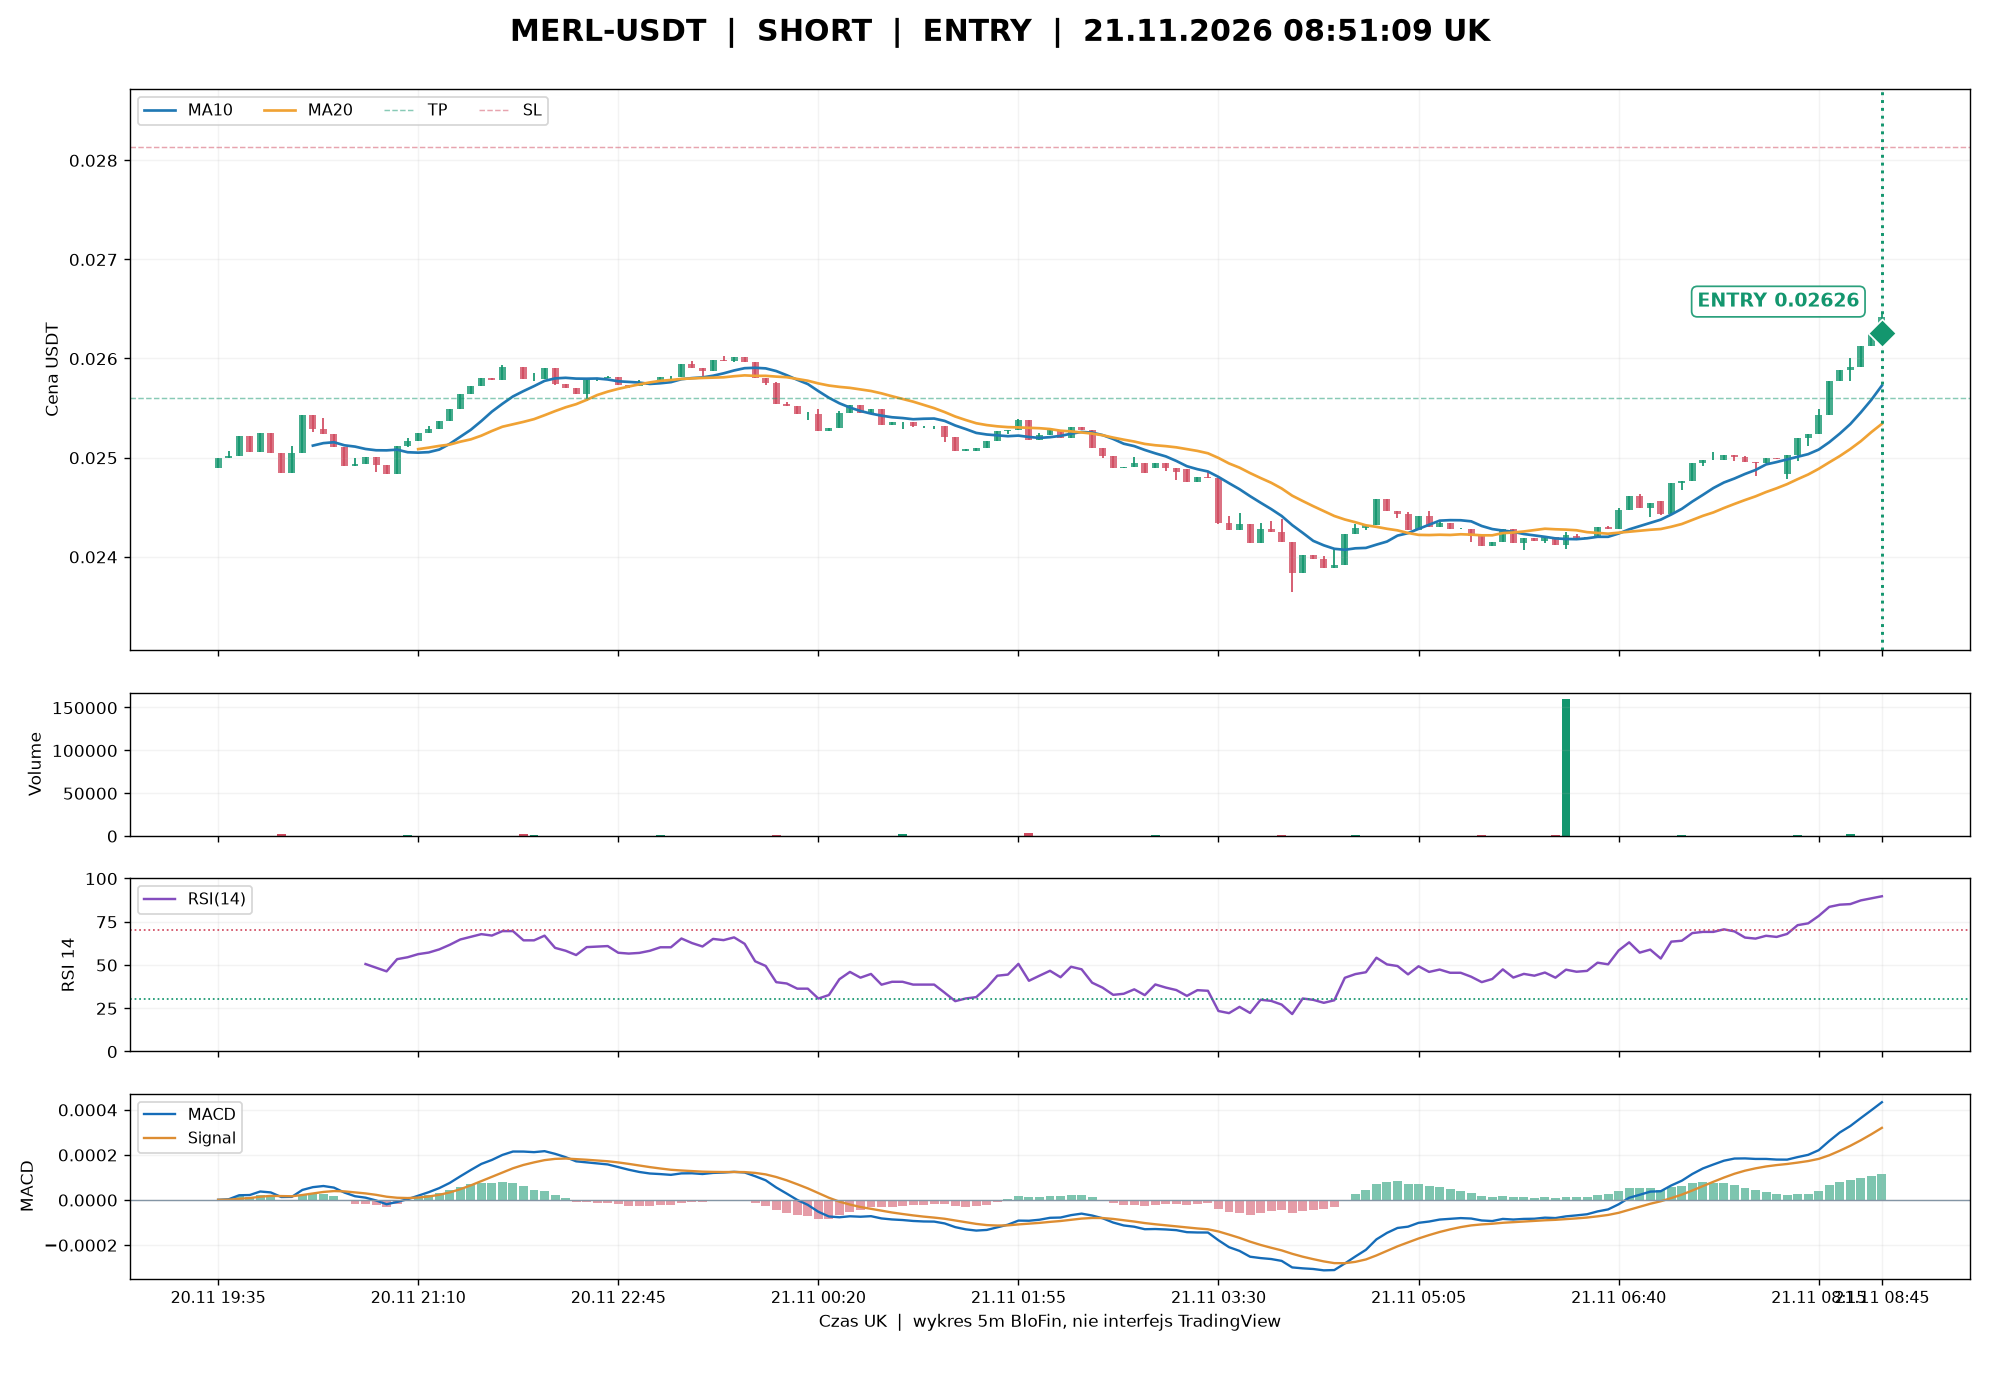 MERL-USDT | SHORT | ENTRY | 21.11.2026 08:51:09 UK
MA10 MA20 TP SL
0.028
0.027
0.026
0.025
0.024
Cena USDT
ENTRY 0.02626
150000
100000
50000
0
Volume
RSI(14)
100
75
50
25
0
RSI 14
MACD
Signal
0.0004
0.0002
0.0000
−0.0002
MACD
20.11 19:35 20.11 21:10 20.11 22:45 21.11 00:20 21.11 01:55 21.11 03:30 21.11 05:05 21.11 06:40 21.11 08:15 21.11 08:45
Czas UK | wykres 5m BloFin, nie interfejs TradingView